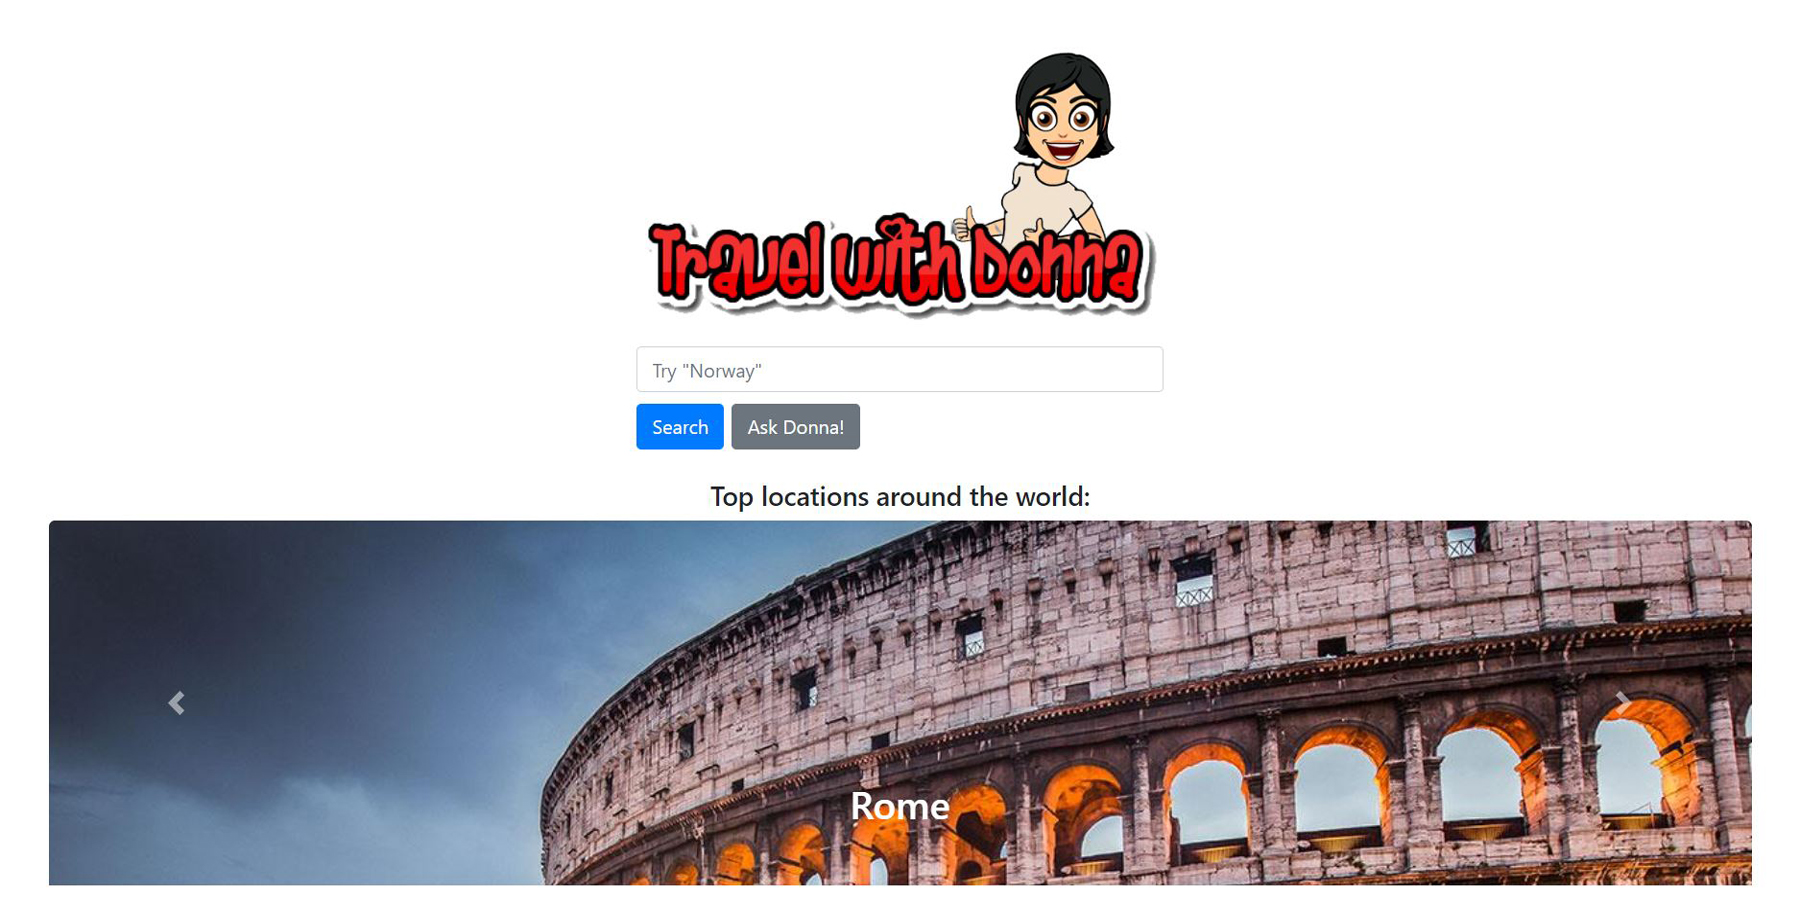 Travel with Donna
Try "Norway"
Search
Ask Donna!
Top locations around the world:
Rome